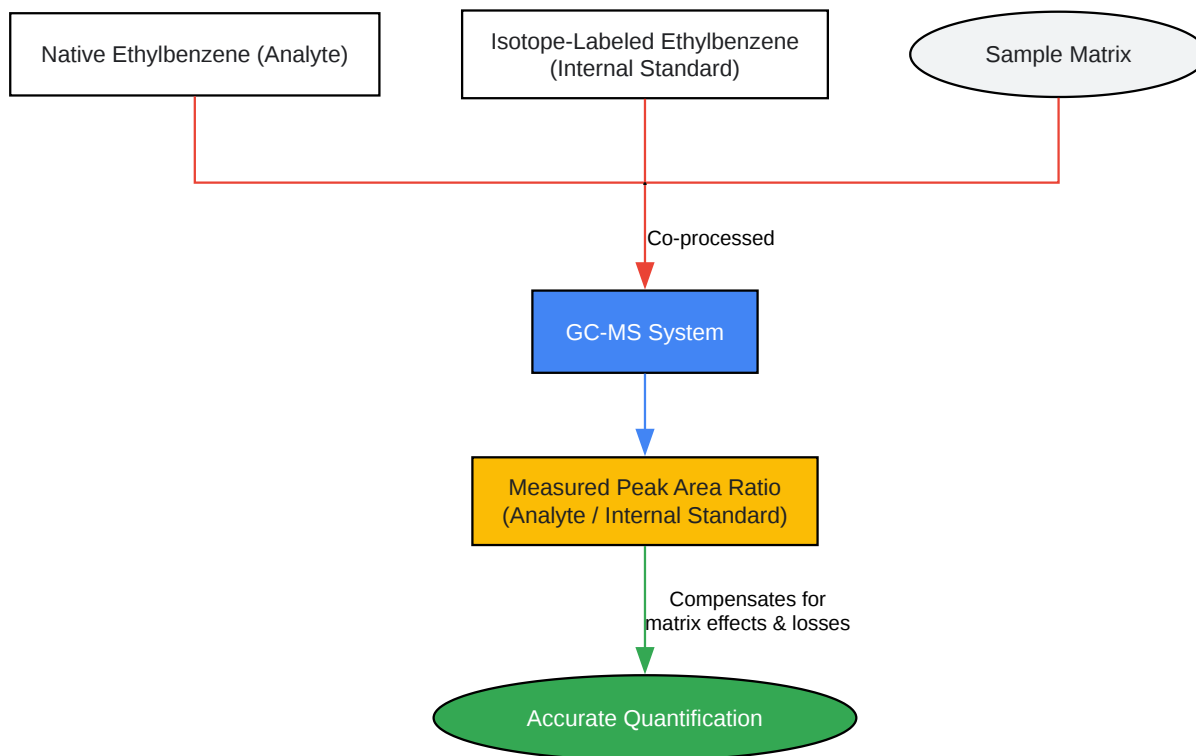 Native Ethylbenzene (Analyte)
Isotope-Labeled Ethylbenzene
(Internal Standard)
Sample Matrix
Co-processed
GC-MS System
Measured Peak Area Ratio
(Analyte / Internal Standard)
Compensates for
matrix effects & losses
Accurate Quantification